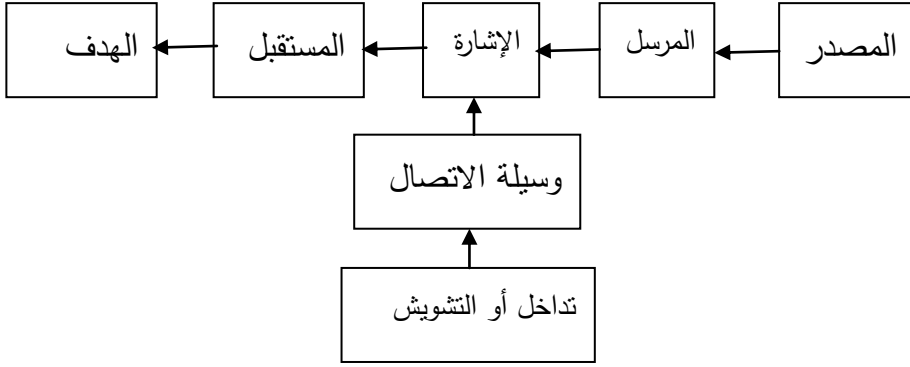 المصدر
المرسل
الإشارة
المستقبل
الهدف
وسيلة الاتصال
تداخل أو التشويش